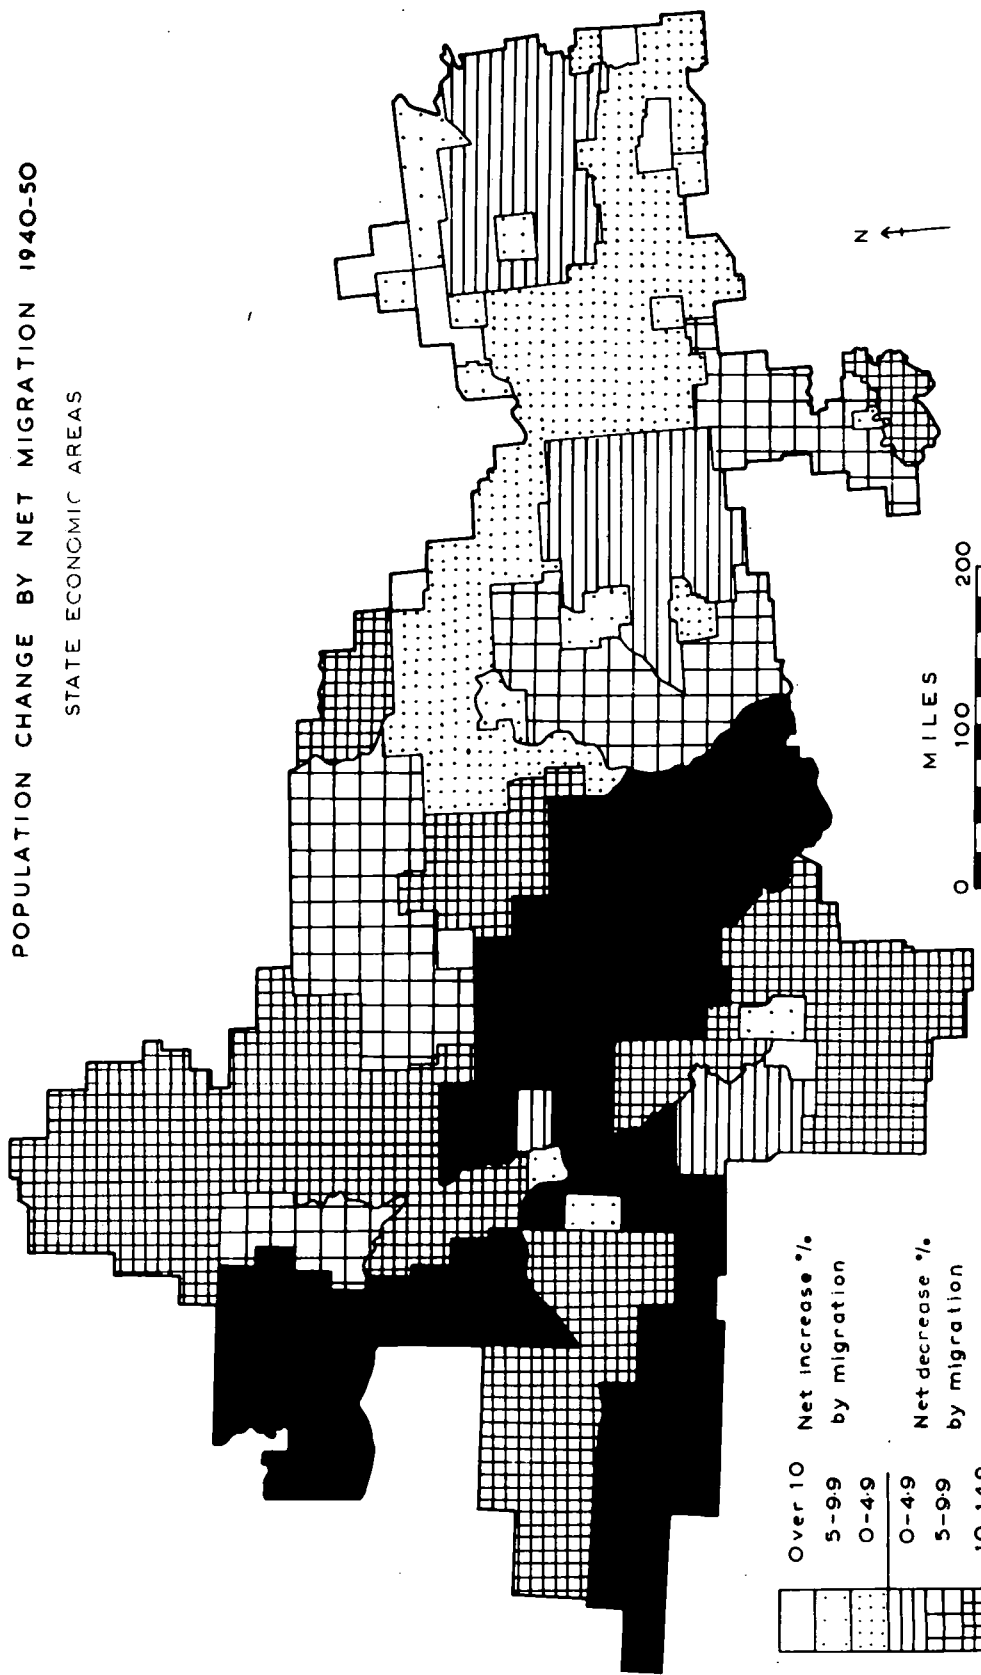 POPULATION CHANGE BY NET MIGRATION 1940-50
STATE ECONOMIC AREAS
N
MILES
0 100 200
Over 10 Net increase %
5-9·9 by migration
0-4·9
0-4·9 Net decrease %
5-9·9 by migration